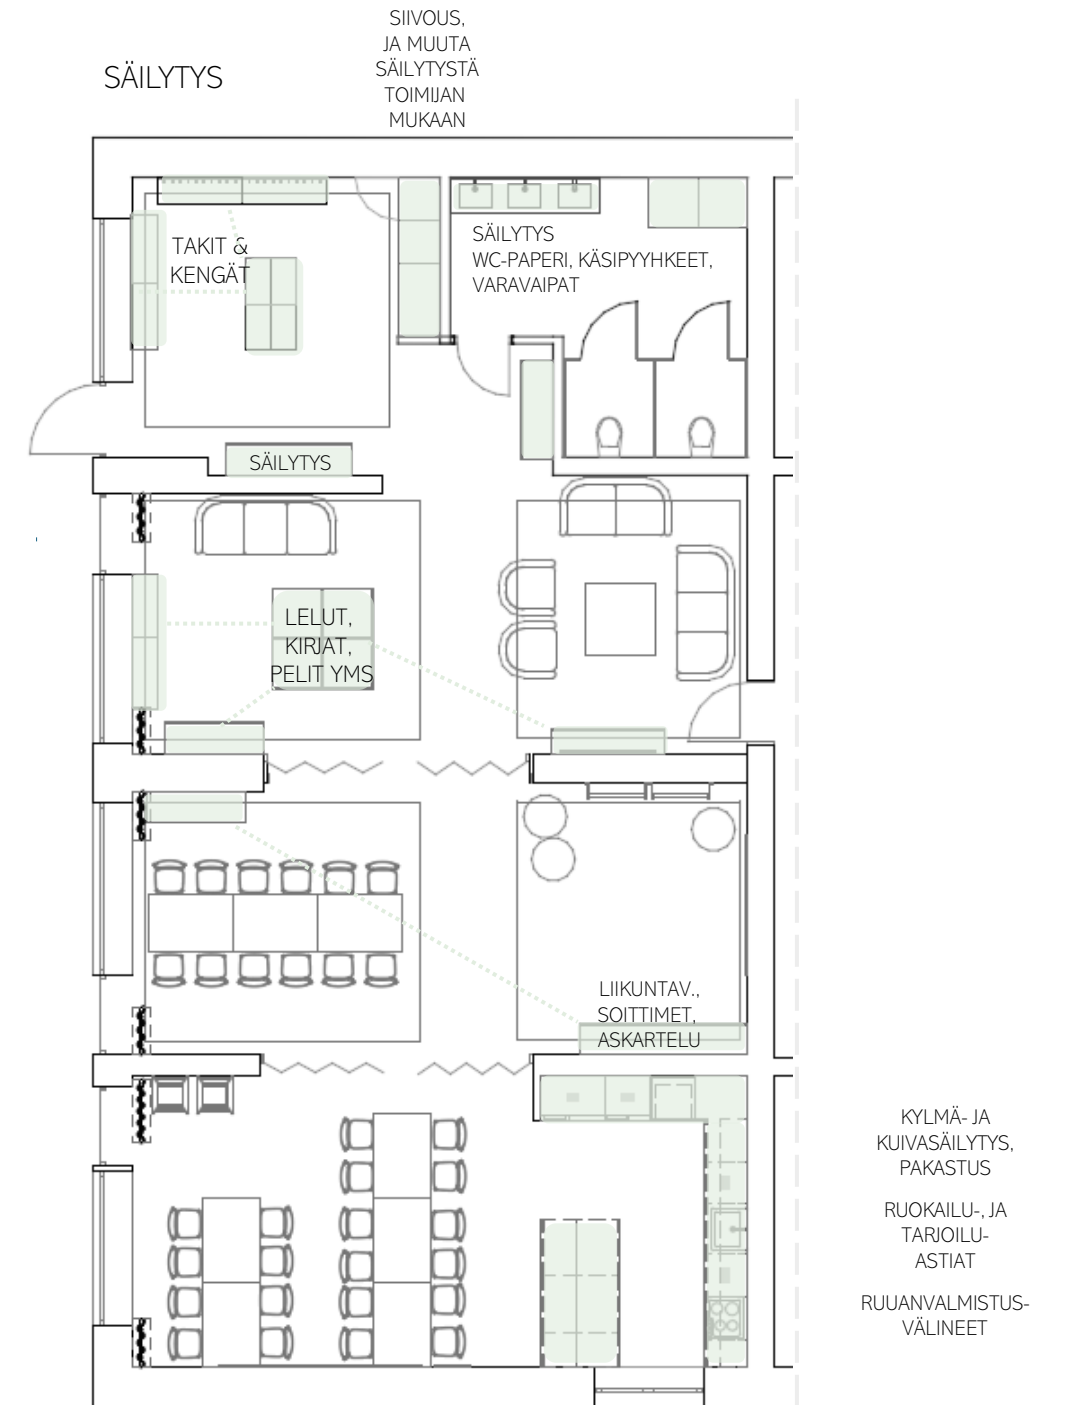 SIIVOUS,
JA MUUTA
SÄILYTYSTÄ
TOIMIJAN
MUKAAN
SÄILYTYS
TAKIT &
KENGÄT
SÄILYTYS
WC-PAPERI, KÄSIPYYHKEET,
VARAVAIPAT
SÄILYTYS
LELUT,
KIRJAT,
PELIT YMS
LIIKUNTAV.,
SOITTIMET,
ASKARTELU
KYLMÄ- JA
KUIVASÄILYTYS,
PAKASTUS
RUOKAILU-, JA
TARJOILU-
ASTIAT
RUUANVALMISTUS-
VÄLINEET